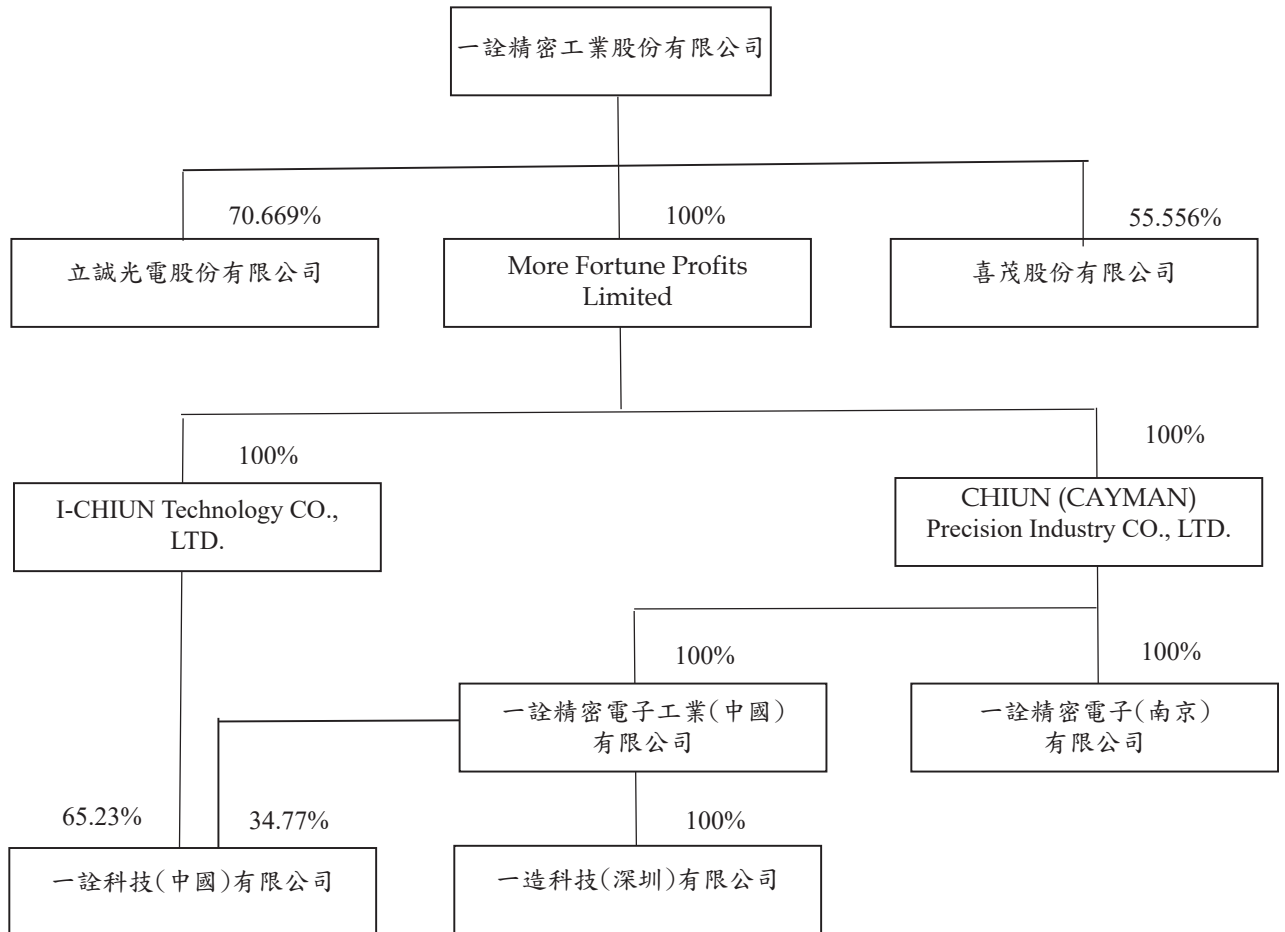 一詮精密工業股份有限公司
70.669%
100%
55.556%
立誠光電股份有限公司
More Fortune Profits
Limited
喜茂股份有限公司
100%
100%
I-CHIUN Technology CO.,
LTD.
CHIUN (CAYMAN)
Precision Industry CO., LTD.
100%
100%
一詮精密電子工業(中國)
有限公司
一詮精密電子(南京)
有限公司
65.23%
34.77%
100%
一詮科技(中國)有限公司
一造科技(深圳)有限公司